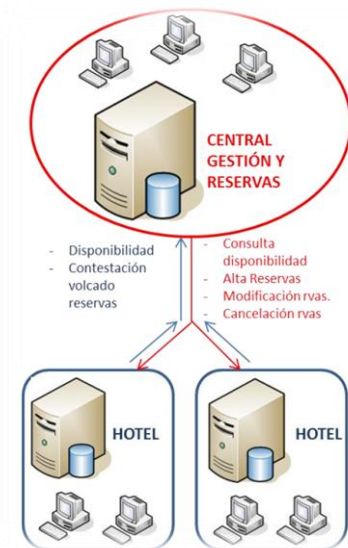 CENTRAL
GESTIÓN Y
RESERVAS
- Disponibilidad
- Contestación
volcado
reservas
- Consulta
disponibilidad
- Alta Reservas
- Modificación rvas.
- Cancelación rvas
HOTEL
HOTEL